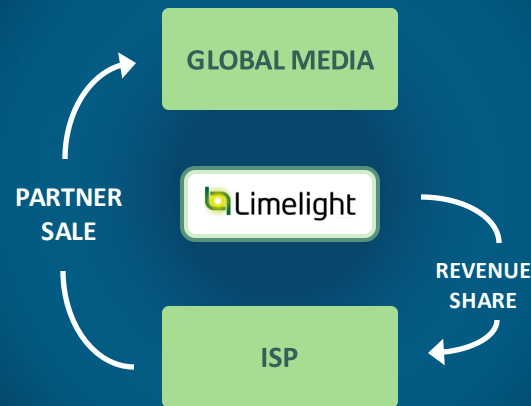 GLOBAL MEDIA
Limelight
PARTNER
SALE
REVENUE
SHARE
ISP